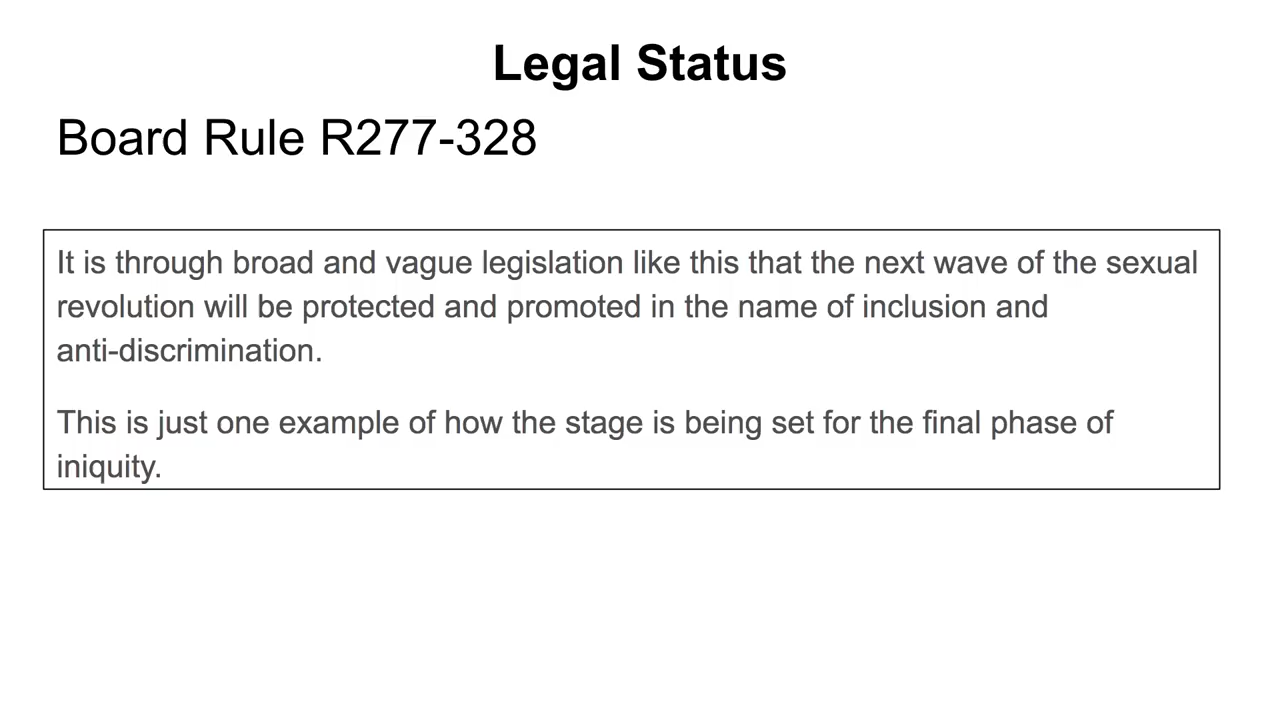 Legal Status
Board Rule R277-328
It is through broad and vague legislation like this that the next wave of the sexual
revolution will be protected and promoted in the name of inclusion and
anti-discrimination.
This is just one example of how the stage is being set for the final phase of
iniquity.